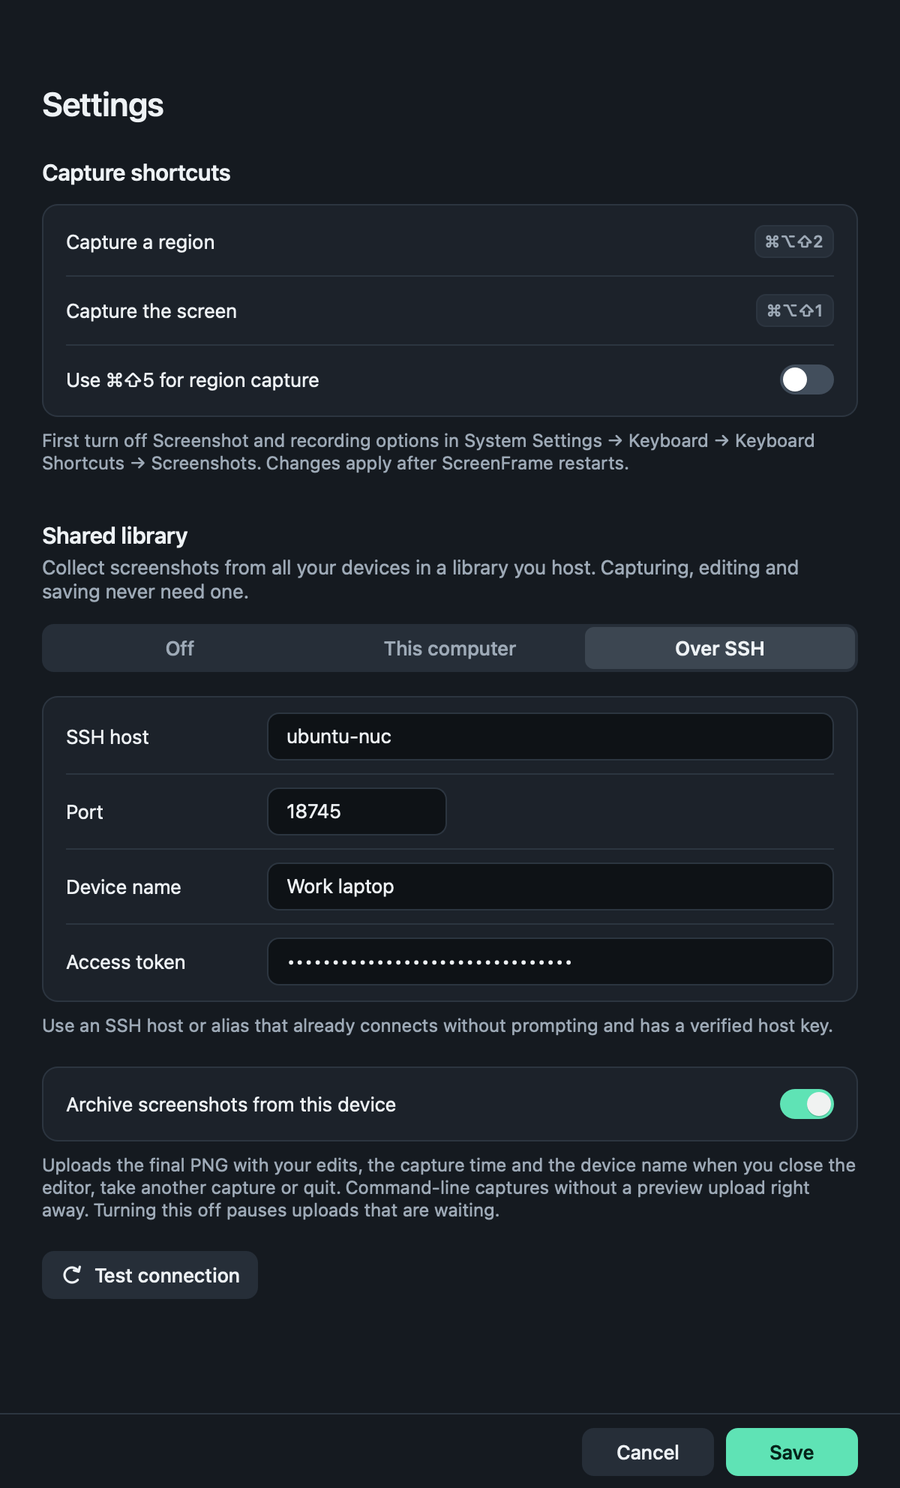 Settings
Capture shortcuts
Capture a region
⌘⌥⇧2
Capture the screen
⌘⌥⇧1
Use ⌘⇧5 for region capture
First turn off Screenshot and recording options in System Settings → Keyboard → Keyboard
Shortcuts → Screenshots. Changes apply after ScreenFrame restarts.
Shared library
Collect screenshots from all your devices in a library you host. Capturing, editing and
saving never need one.
Off
This computer
Over SSH
SSH host
ubuntu-nuc
Port
18745
Device name
Work laptop
Access token
Use an SSH host or alias that already connects without prompting and has a verified host key.
Archive screenshots from this device
Uploads the final PNG with your edits, the capture time and the device name when you close the
editor, take another capture or quit. Command-line captures without a preview upload right
away. Turning this off pauses uploads that are waiting.
Test connection
Cancel
Save